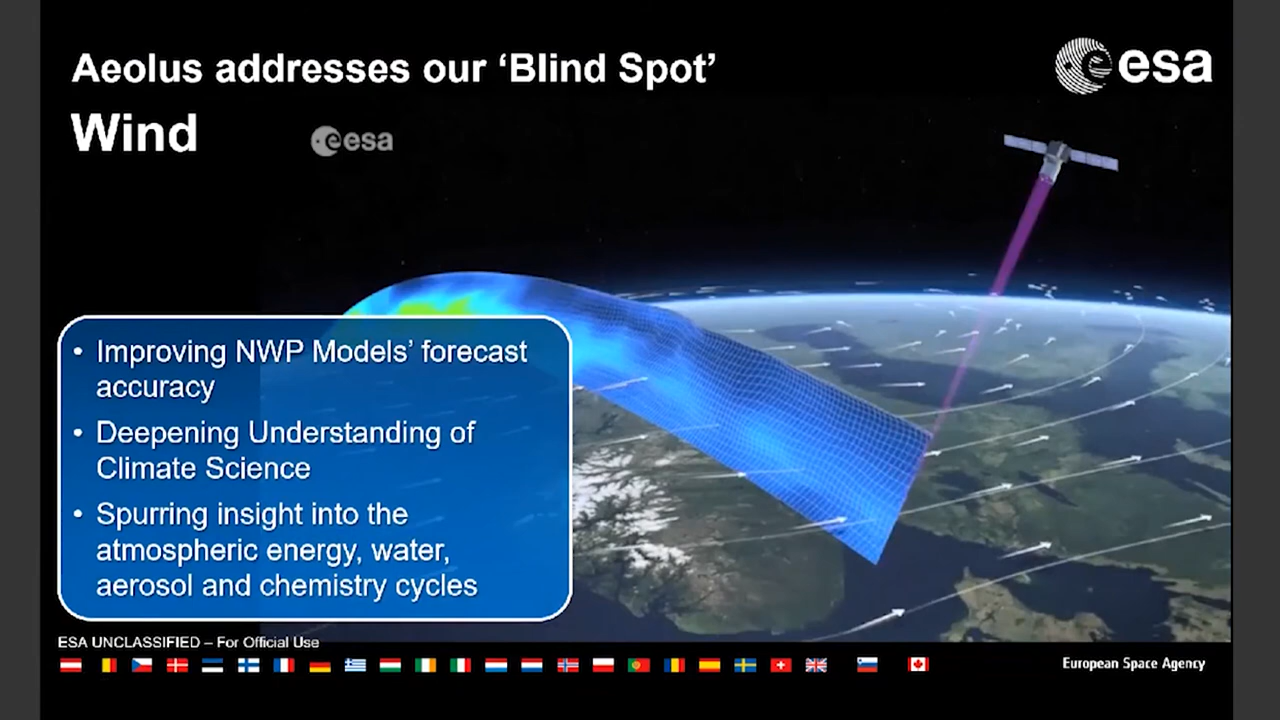 Aeolus addresses our ‘Blind Spot’
esa
Wind
esa
• Improving NWP Models’ forecast
accuracy
• Deepening Understanding of
Climate Science
• Spurring insight into the
atmospheric energy, water,
aerosol and chemistry cycles
ESA UNCLASSIFIED – For Official Use
European Space Agency